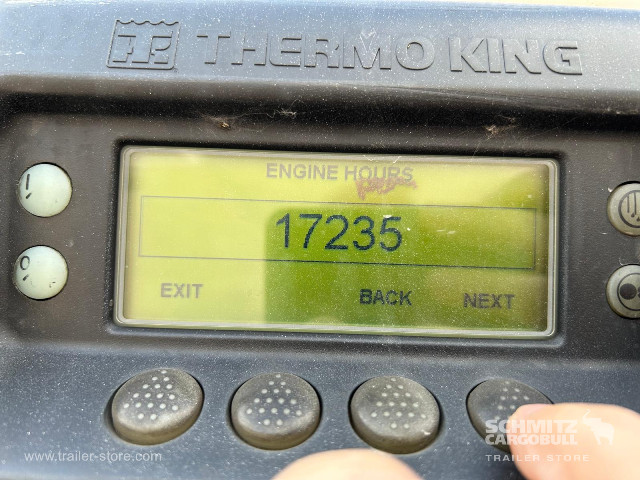 THERMO KING
ENGINE HOURS
17235
EXIT BACK NEXT
SCHMITZ
CARGOBULL
TRAILER STORE
www.trailer-store.com